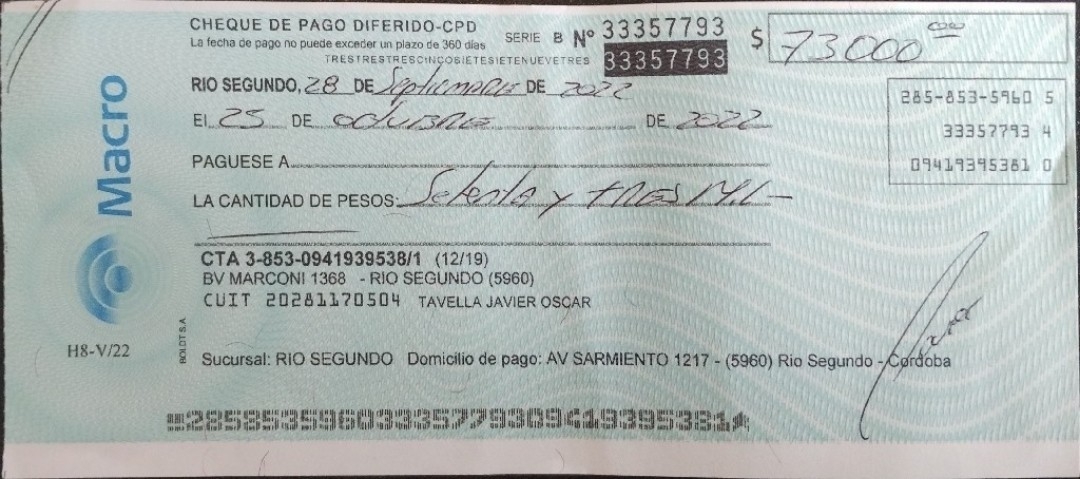 CHEQUE DE PAGO DIFERIDO-CPD
La fecha de pago no puede exceder un plazo de 360 días
SERIE B Nº 33357793
33357793
TRESTRESTRESCINCOSIETESIETENUEVETRES
$ 73000
RIO SEGUNDO, 28 DE Septiembre DE 2022
El 25 DE octubre DE 2022
285-853-5960 5
33357793 4
09419395381 0
PAGUESE A
LA CANTIDAD DE PESOS: Setenta y tres Mil
Macro
CTA 3-853-0941939538/1 (12/19)
BV MARCONI 1368 - RIO SEGUNDO (5960)
CUIT 20281170504 TAVELLA JAVIER OSCAR
H8-V/22
BOLDT S.A
Sucursal: RIO SEGUNDO Domicilio de pago: AV SARMIENTO 1217 - (5960) Rio Segundo - Cordoba
285853596033357793094193953814